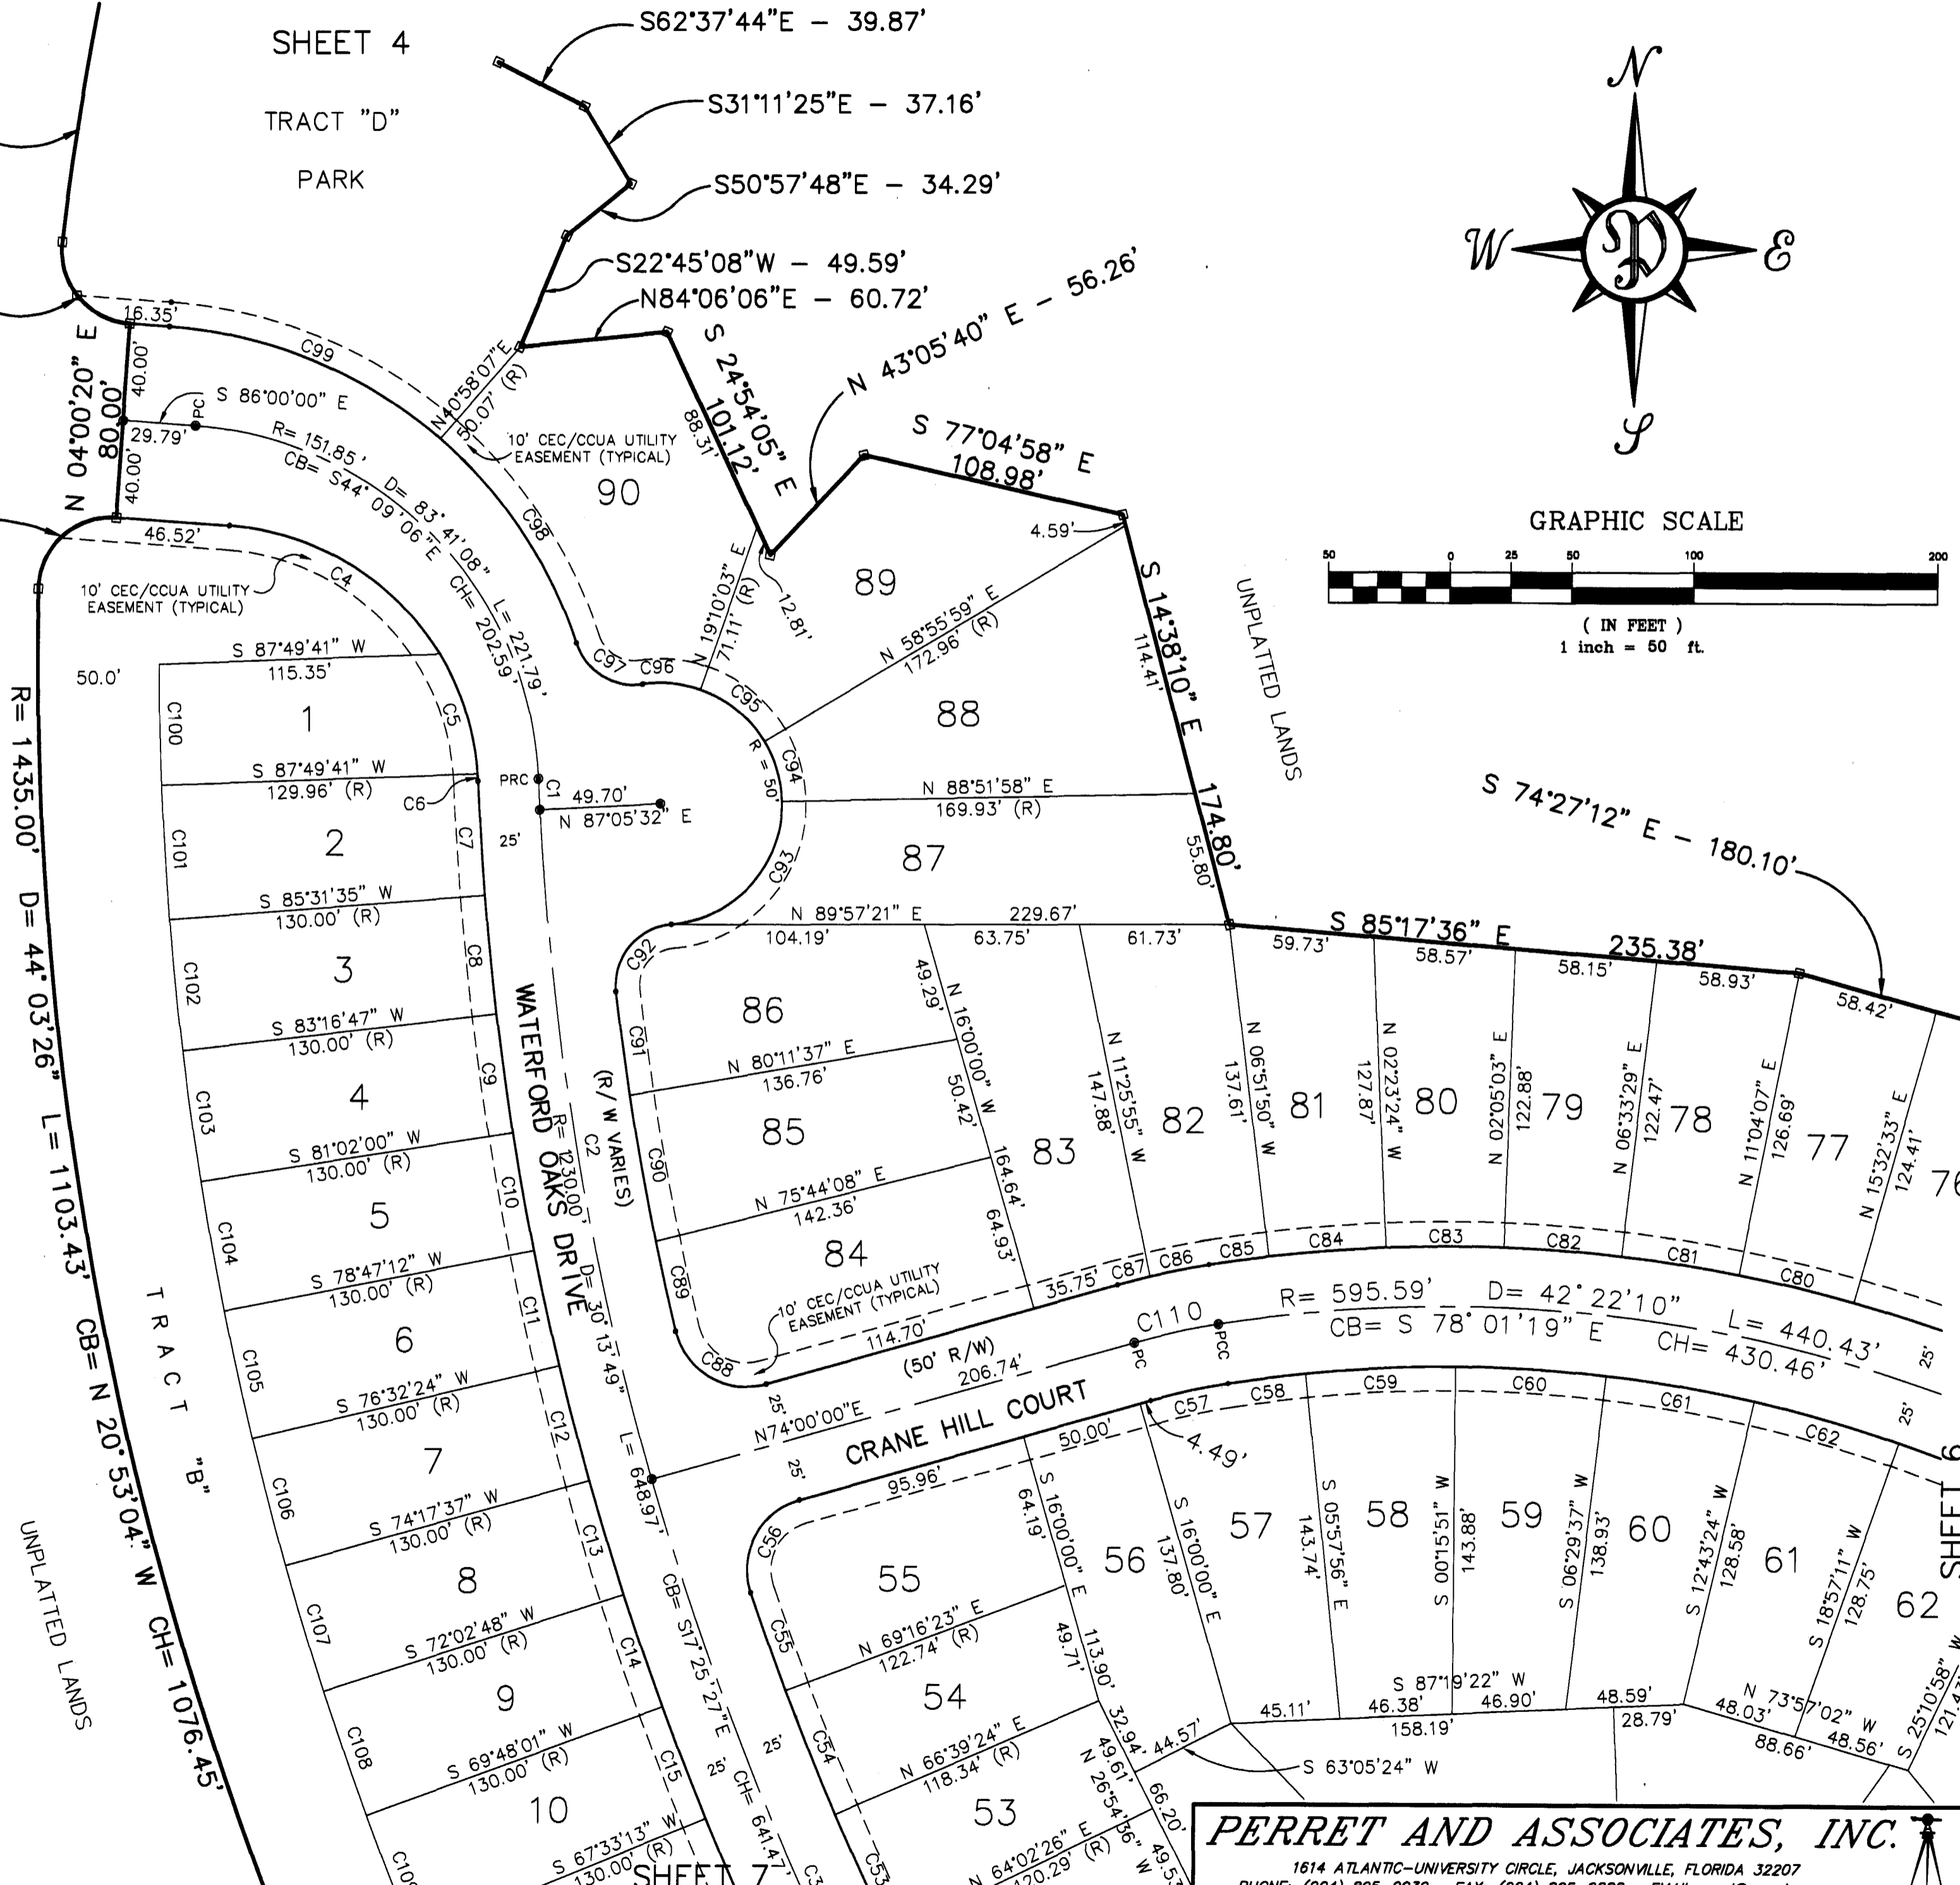 SHEET 4
TRACT "D"
PARK
S62°37'44"E – 39.87'
S31°11'25"E – 37.16'
S50°57'48"E – 34.29'
S22°45'08"W – 49.59'
N84°06'06"E – 60.72'
N 43°05'40" E – 56.26'
S 24°54'05" E
101.12'
88.31'
12.81'
S 77°04'58" E
108.98'
4.59'
N
W
E
S
GRAPHIC SCALE
50 0 25 50 100 200
( IN FEET )
1 inch = 50 ft.
16.35'
C99
N 04°00'20" E
80.00'
40.00'
40.00'
S 86°00'00" E
PC
29.79'
R= 151.85' D= 83°41'08" L= 221.79'
CB= S44°09'06"E CH= 202.59'
N40°58'07"E
50.07' (R)
10' CEC/CCUA UTILITY
EASEMENT (TYPICAL)
90
C98
46.52'
C4
10' CEC/CCUA UTILITY
EASEMENT (TYPICAL)
50.0'
C97
C96
N 19°10'03" E
71.11' (R)
C95
89
N 58°55'59" E
172.96' (R)
88
C94
R = 50'
S 14°38'10" E
174.80'
114.41'
55.80'
UNPLATTED LANDS
N 88°51'58" E
169.93' (R)
87
C93
S 74°27'12" E – 180.10'
S 87°49'41" W
115.35'
C100
1
C5
S 87°49'41" W
129.96' (R)
C6
PRC
C1
49.70'
N 87°05'32" E
25'
C101
2
C7
S 85°31'35" W
130.00' (R)
C102
3
C8
S 83°16'47" W
130.00' (R)
C103
4
C9
S 81°02'00" W
130.00' (R)
C104
5
C10
S 78°47'12" W
130.00' (R)
C105
6
C11
S 76°32'24" W
130.00' (R)
C106
7
C12
S 74°17'37" W
130.00' (R)
C107
8
C13
S 72°02'48" W
130.00' (R)
C108
9
C14
S 69°48'01" W
130.00' (R)
10
C15
S 67°33'13" W
130.00' (R)
SHEET 7
R= 1435.00' D= 44°03'26" L= 1103.43' CB= N 20°53'04" W CH= 1076.45'
TRACT "B"
UNPLATTED LANDS
WATERFORD OAKS DRIVE
(R/W VARIES)
C2
R= 1230.00' D= 30°13'49" L= 648.97' CB= S17°25'27"E CH= 641.47'
25'
25'
N 89°57'21" E 229.67'
104.19' 63.75' 61.73'
C92
86
C91
N 80°11'37" E
136.76'
85
C90
N 75°44'08" E
142.36'
84
C89
C88
10' CEC/CCUA UTILITY
EASEMENT (TYPICAL)
49.29'
N 16°00'00" W
50.42'
164.64'
64.93'
83
N 11°25'55" W
147.88'
82
S 85°17'36" E 235.38'
59.73' 58.57' 58.15' 58.93'
58.42'
N 06°51'50" W
137.61'
81
N 02°23'24" W
127.87'
80
N 02°05'03" E
122.88'
79
N 06°33'29" E
122.47'
78
N 11°04'07" E
126.69'
77
N 15°32'33" E
124.41'
C87
C86
C85
C84
C83
C82
C81
C80
114.70'
35.75'
(50' R/W)
206.74'
C110
PC
PCC
R= 595.59' D= 42°22'10" L= 440.43'
CB= S 78°01'19" E CH= 430.46'
25'
25'
N74°00'00"E
25'
25'
CRANE HILL COURT
95.96'
50.00'
4.49'
C57
C58
C59
C60
C61
C62
SHEET 6
C56
55
S 16°00'00" E
64.19'
113.90'
49.71'
C55
N 69°16'23" E
122.74' (R)
54
C54
N 66°39'24" E
118.34' (R)
53
C53
N 64°02'26" E
56
S 16°00'00" E
137.80'
57
S 05°57'56" E
143.74'
58
S 00°15'51" W
143.88'
59
S 06°29'37" W
138.93'
60
S 12°43'24" W
128.58'
61
S 18°57'11" W
128.75'
62
S 25°10'58" W
32.94'
49.61'
N 26°54'36" W
66.20'
44.57'
S 63°05'24" W
S 87°19'22" W
45.11' 46.38' 46.90' 48.59'
158.19'
28.79'
N 73°57'02" W
48.03' 48.56'
88.66'
PERRET AND ASSOCIATES, INC.
1614 ATLANTIC–UNIVERSITY CIRCLE, JACKSONVILLE, FLORIDA 32207